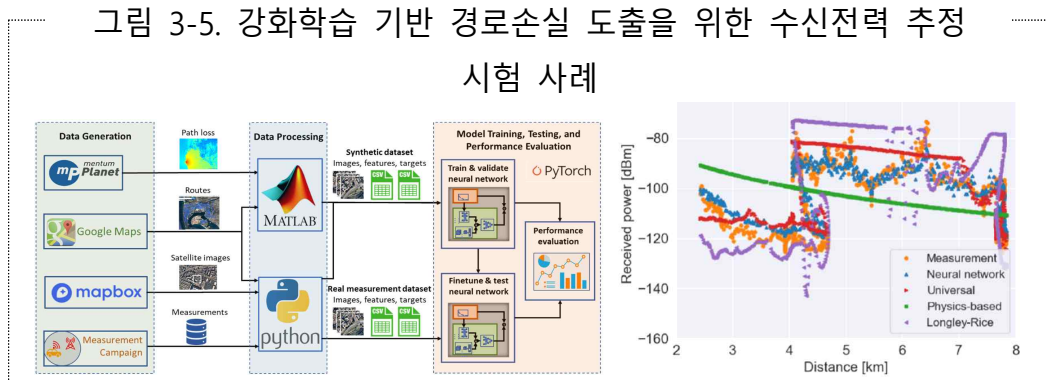 그림 3-5. 강화학습 기반 경로손실 도출을 위한 수신전력 추정
시험 사례
Data Generation
mentum
mp Planet
Google Maps
mapbox
Measurement
Campaign
Path loss
Routes
Satellite images
Measurements
Data Processing
MATLAB
python
Synthetic dataset
Images, features, targets
CSV CSV
Real measurement dataset
Images, features, targets
CSV CSV
Model Training, Testing, and
Performance Evaluation
Train & validate
neural network
PyTorch
Performance
evaluation
Finetune & test
neural network
Received power [dBm]
−80
−100
−120
−140
−160
2 3 4 5 6 7 8
Distance [km]
Measurement
Neural network
Universal
Physics-based
Longley-Rice